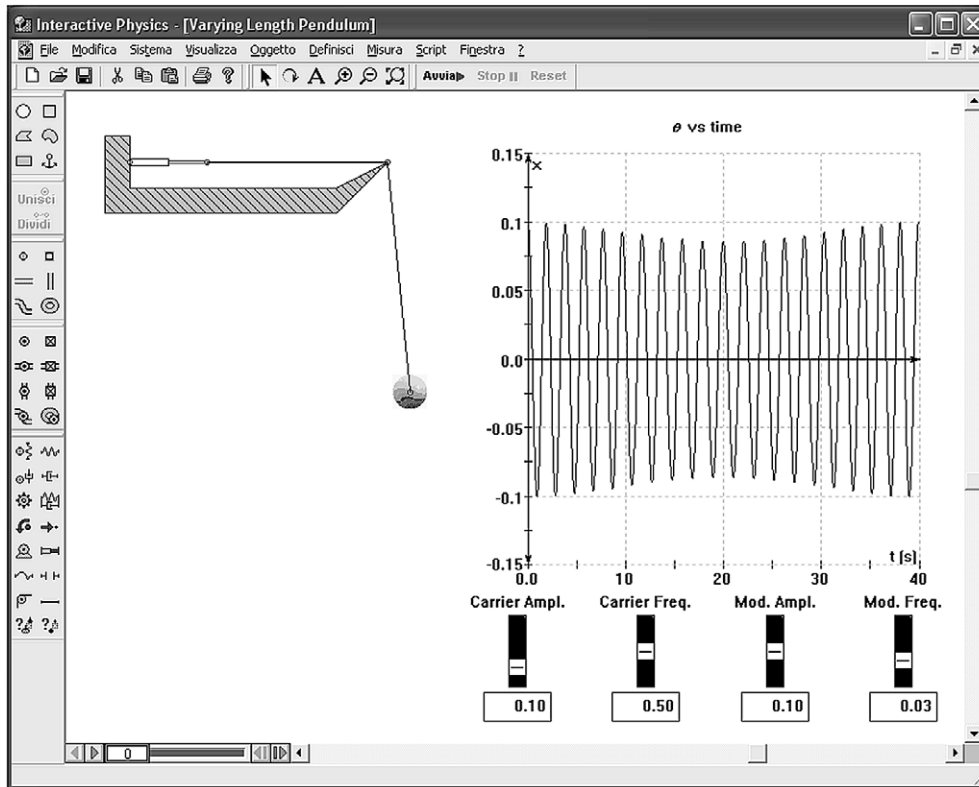 Interactive Physics - [Varying Length Pendulum]
File Modifica Sistema Visualizza Oggetto Definisci Misura Script Finestra ?
A Avvia Stop Reset
Unisci
Dividi
θ vs time
0.15
0.1
0.05
0.0
-0.05
-0.1
-0.15
t [s]
0.0 10 20 30 40
Carrier Ampl. Carrier Freq. Mod. Ampl. Mod. Freq.
0.10 0.50 0.10 0.03
0